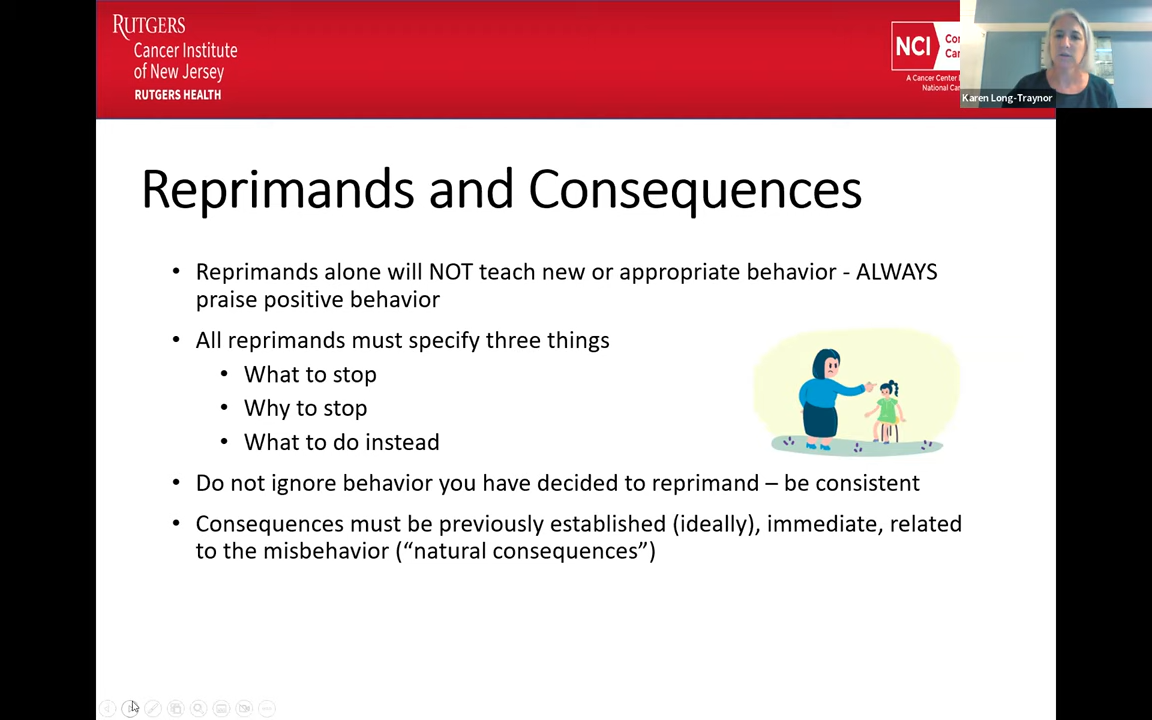 RUTGERS
Cancer Institute
of New Jersey
RUTGERS HEALTH
NCI
A Cancer Center
National
Karen Long-Traynor
Reprimands and Consequences
• Reprimands alone will NOT teach new or appropriate behavior - ALWAYS
praise positive behavior
• All reprimands must specify three things
• What to stop
• Why to stop
• What to do instead
• Do not ignore behavior you have decided to reprimand – be consistent
• Consequences must be previously established (ideally), immediate, related
to the misbehavior (“natural consequences”)